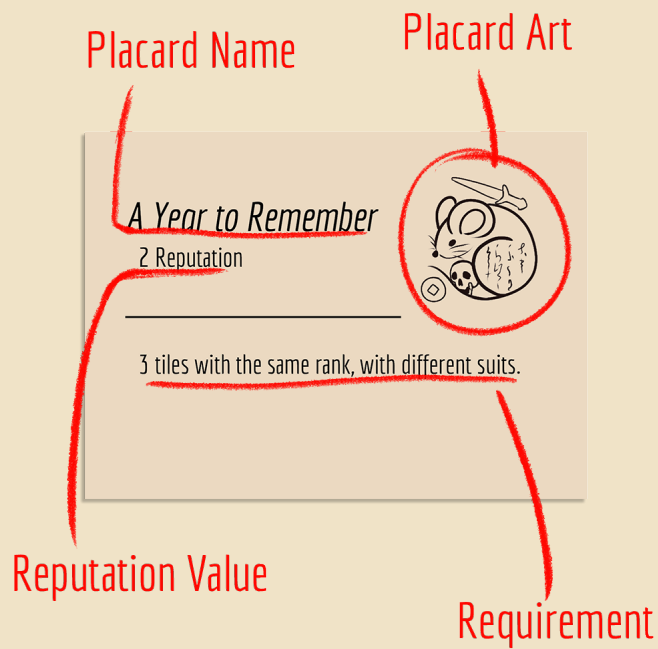 Placard Name
Placard Art
A Year to Remember
2 Reputation
3 tiles with the same rank, with different suits.
Reputation Value
Requirement